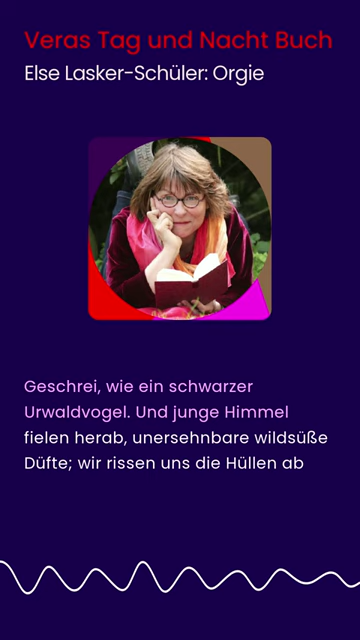 Veras Tag und Nacht Buch
Else Lasker-Schüler: Orgie
Geschrei, wie ein schwarzer
Urwaldvogel. Und junge Himmel
fielen herab, unersehnbare wildsüße
Düfte; wir rissen uns die Hüllen ab